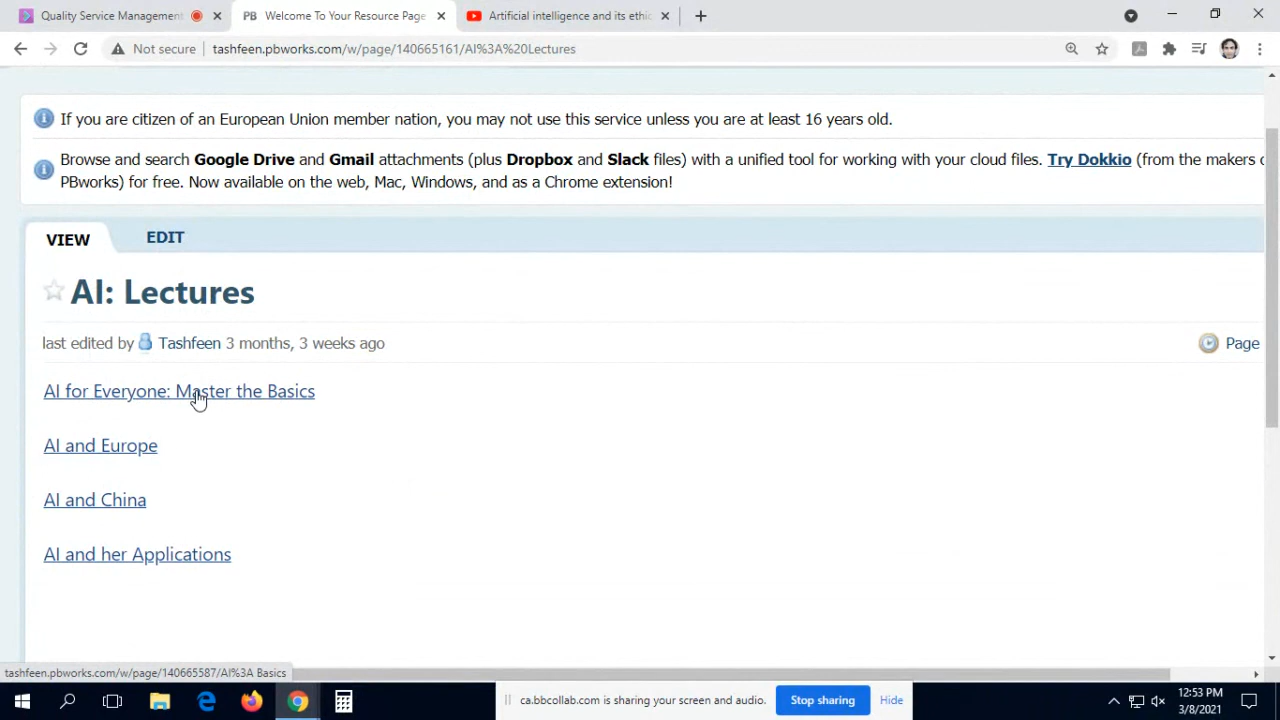 Quality Service Management
PB Welcome To Your Resource Page
Artificial intelligence and its ethic
Not secure tashfeen.pbworks.com/w/page/140665161/AI%3A%20Lectures
If you are citizen of an European Union member nation, you may not use this service unless you are at least 16 years old.
Browse and search Google Drive and Gmail attachments (plus Dropbox and Slack files) with a unified tool for working with your cloud files. Try Dokkio (from the makers o
PBworks) for free. Now available on the web, Mac, Windows, and as a Chrome extension!
VIEW EDIT
AI: Lectures
last edited by Tashfeen 3 months, 3 weeks ago Page
AI for Everyone: Master the Basics
AI and Europe
AI and China
AI and her Applications
tashfeen.pbworks.com/w/page/140665587/AI%3A Basics
ca.bbcollab.com is sharing your screen and audio. Stop sharing Hide
12:53 PM
3/8/2021